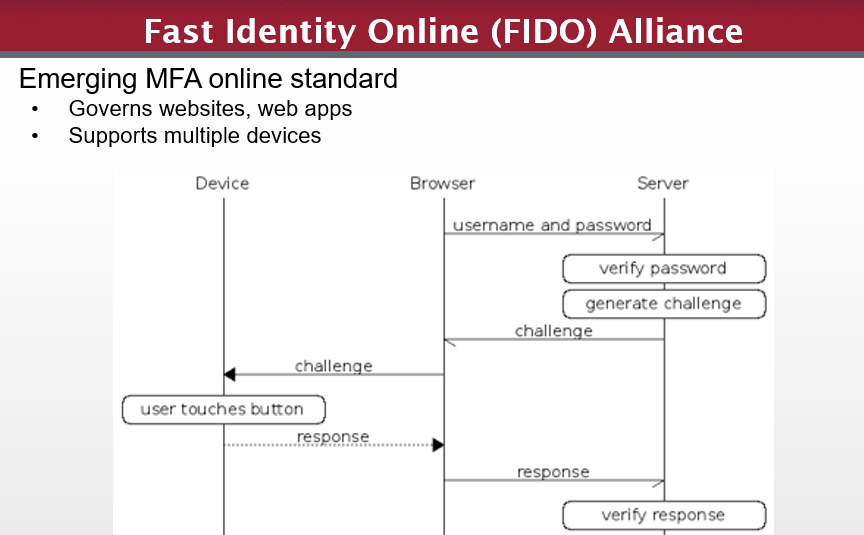 Fast Identity Online (FIDO) Alliance
Emerging MFA online standard
• Governs websites, web apps
• Supports multiple devices
Device Browser Server
username and password
verify password
generate challenge
challenge
challenge
user touches button
response
response
verify response